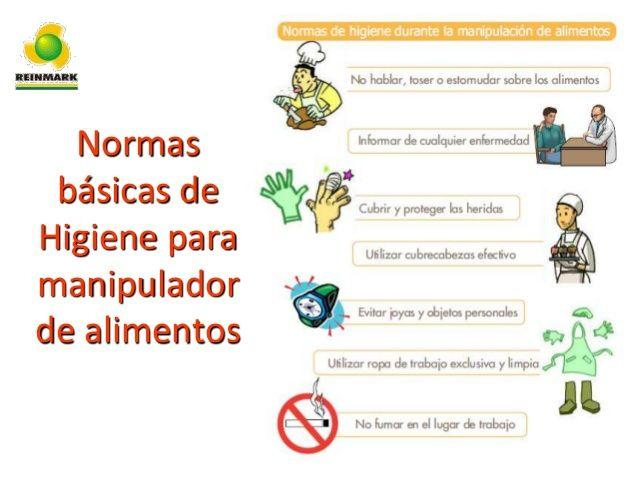 REINMARK
Normas
básicas de
Higiene para
manipulador
de alimentos
Normas de higiene durante la manipulación de alimentos
No hablar, toser o estornudar sobre los alimentos
Informar de cualquier enfermedad
Cubrir y proteger las heridas
Utilizar cubrecabezas efectivo
Evitar joyas y objetos personales
Utilizar ropa de trabajo exclusiva y limpia
No fumar en el lugar de trabajo